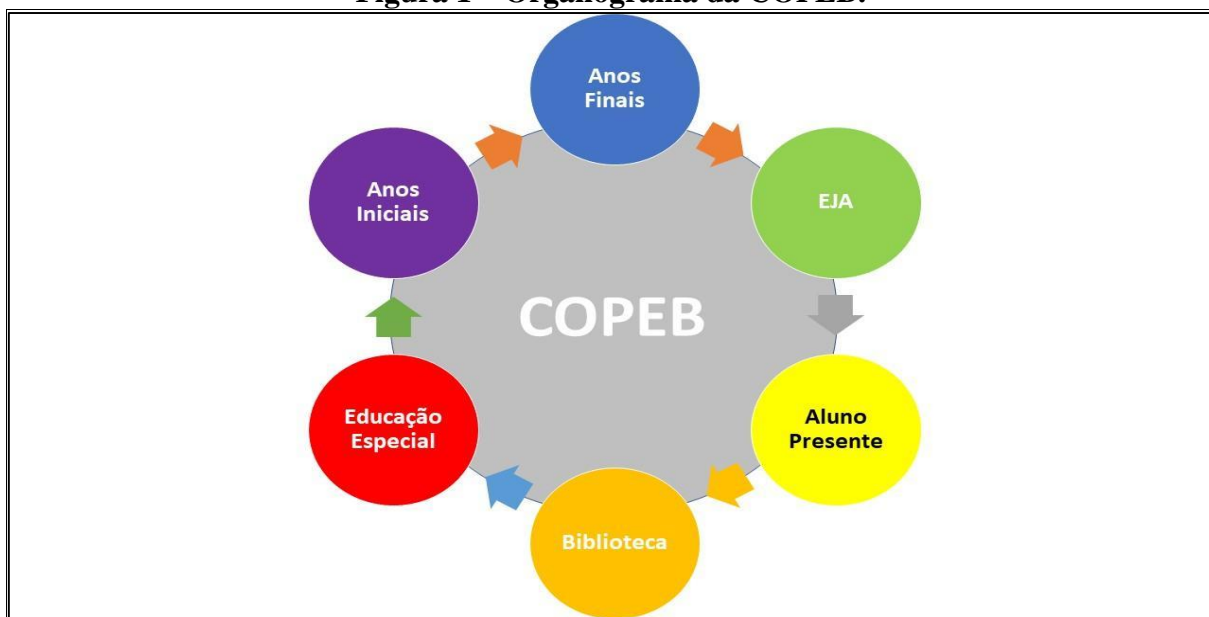 Figura 1 – Organograma da COPEB.
Anos
Finais
Anos
Iniciais
EJA
COPEB
Educação
Especial
Aluno
Presente
Biblioteca